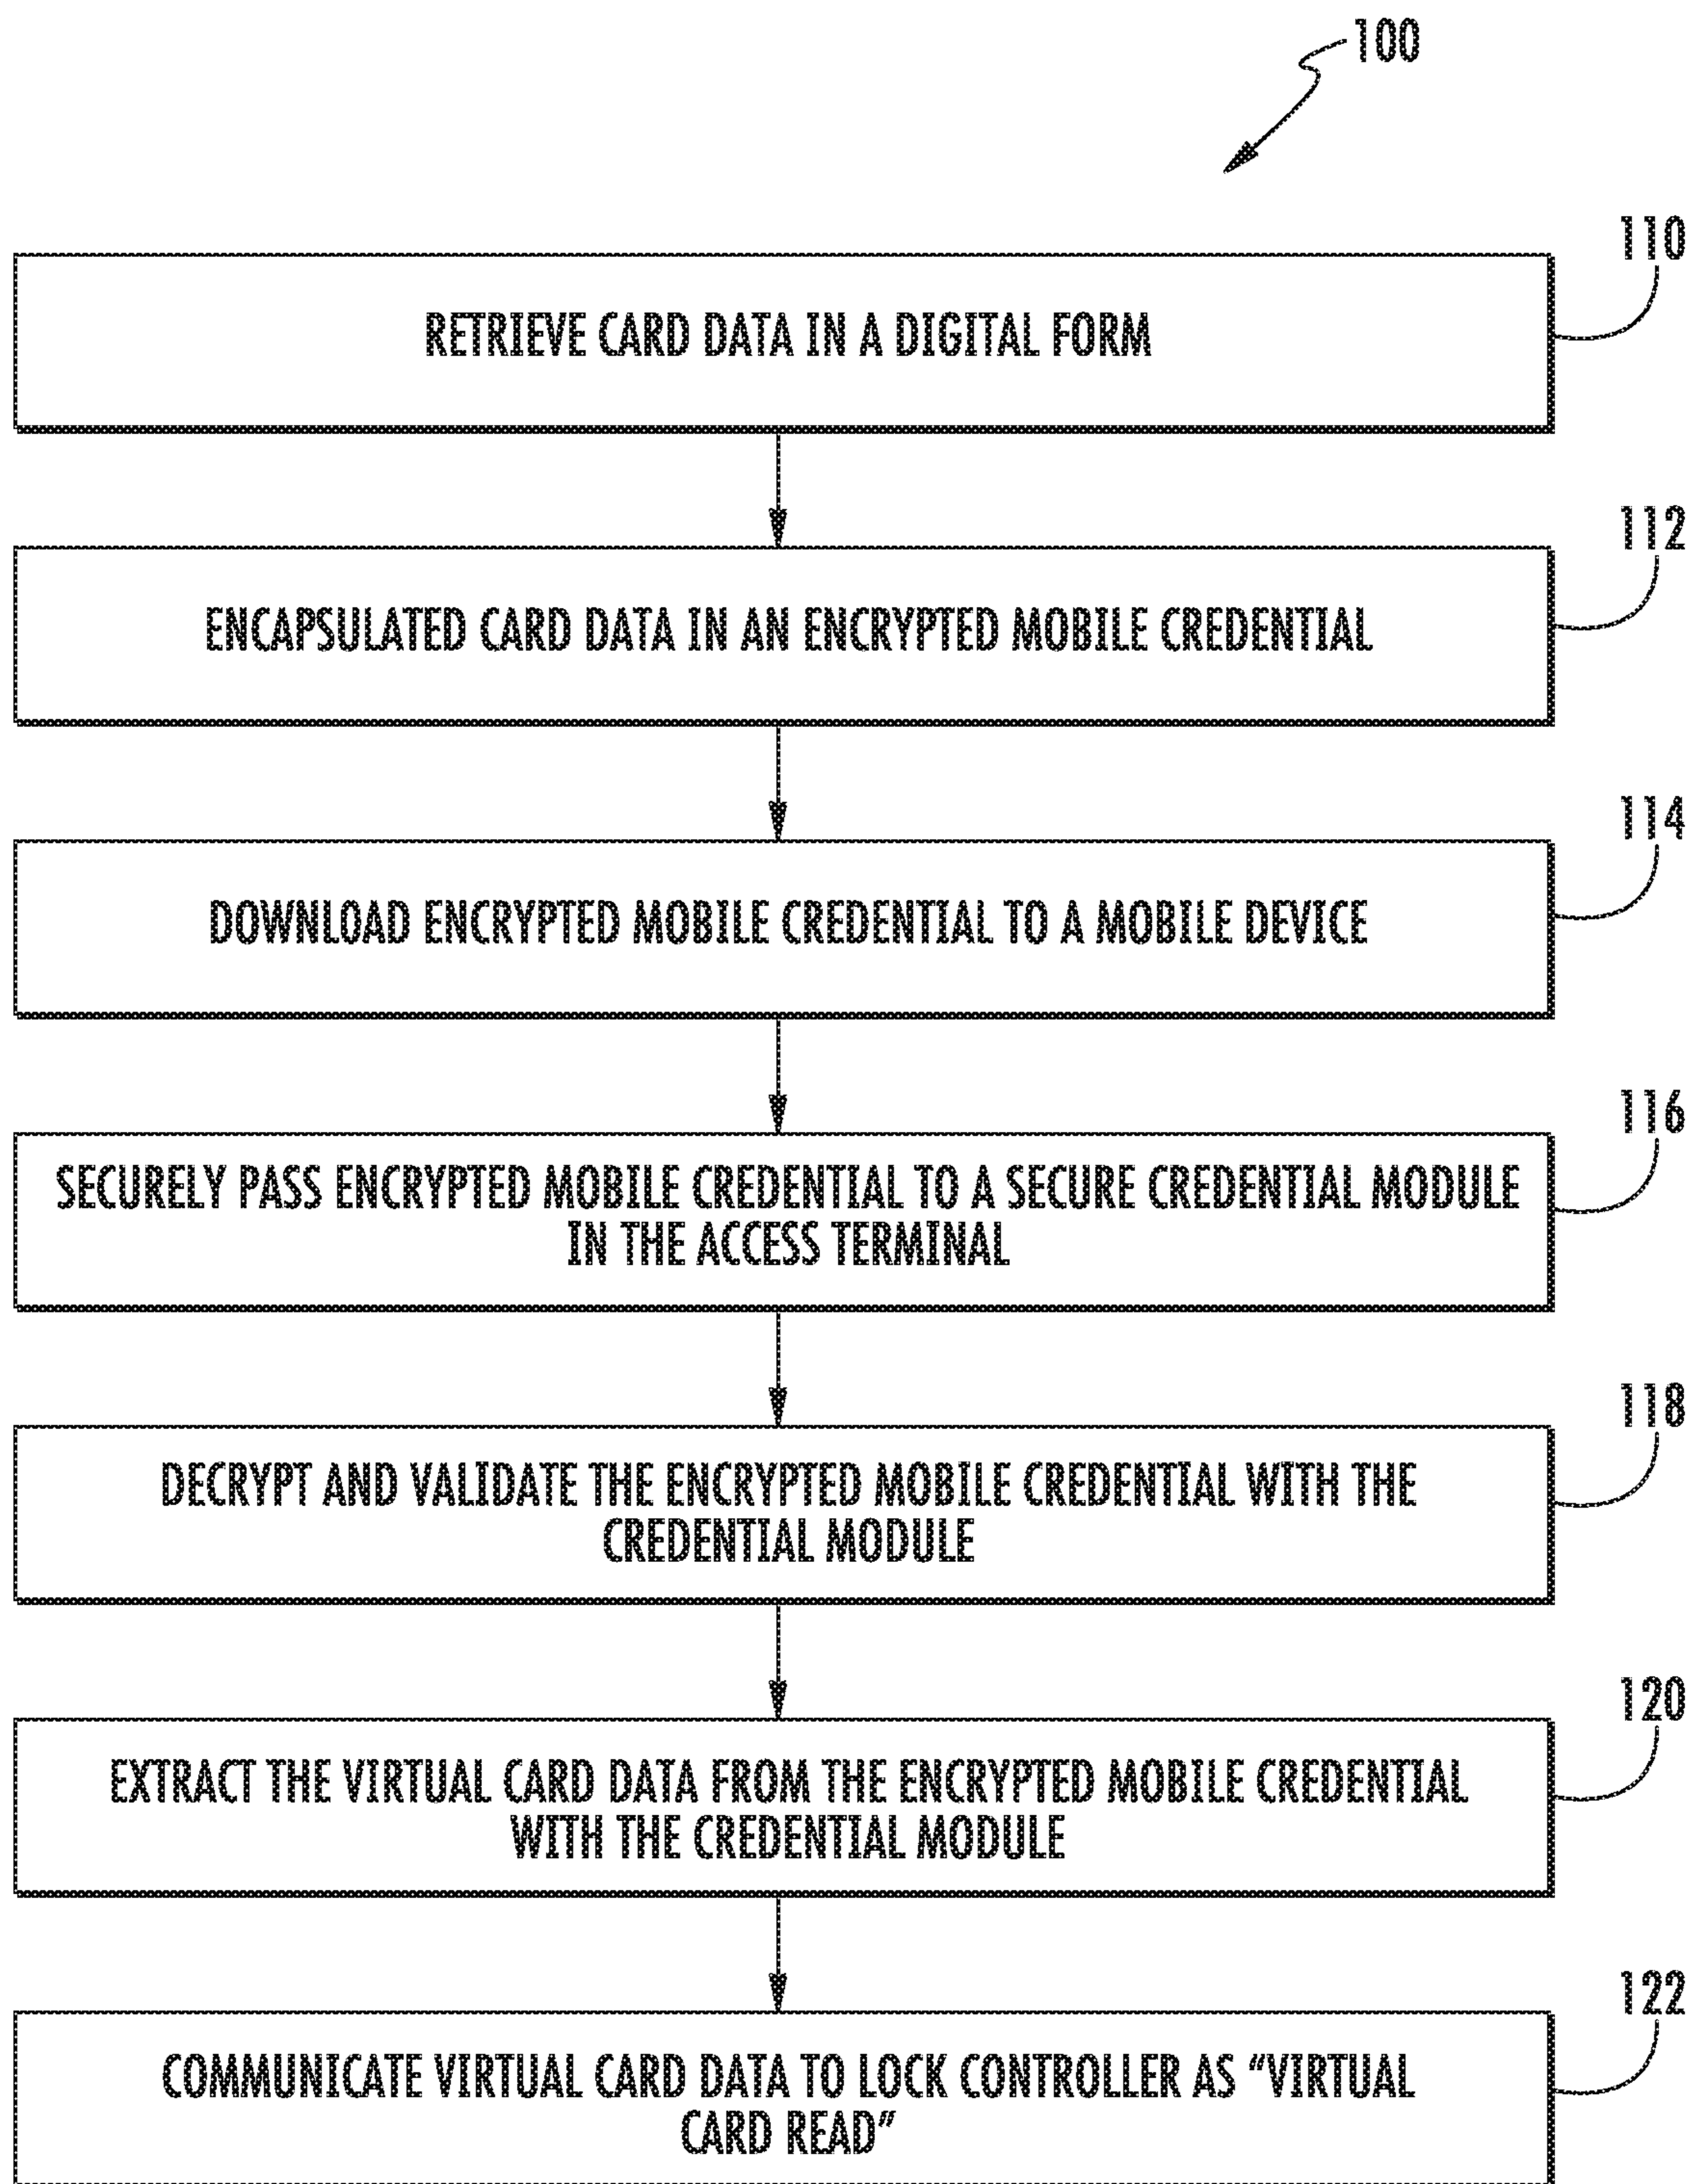 100
110
RETRIEVE CARD DATA IN A DIGITAL FORM
112
ENCAPSULATED CARD DATA IN AN ENCRYPTED MOBILE CREDENTIAL
114
DOWNLOAD ENCRYPTED MOBILE CREDENTIAL TO A MOBILE DEVICE
116
SECURELY PASS ENCRYPTED MOBILE CREDENTIAL TO A SECURE CREDENTIAL MODULE
IN THE ACCESS TERMINAL
118
DECRYPT AND VALIDATE THE ENCRYPTED MOBILE CREDENTIAL WITH THE
CREDENTIAL MODULE
120
EXTRACT THE VIRTUAL CARD DATA FROM THE ENCRYPTED MOBILE CREDENTIAL
WITH THE CREDENTIAL MODULE
122
COMMUNICATE VIRTUAL CARD DATA TO LOCK CONTROLLER AS “VIRTUAL
CARD READ”